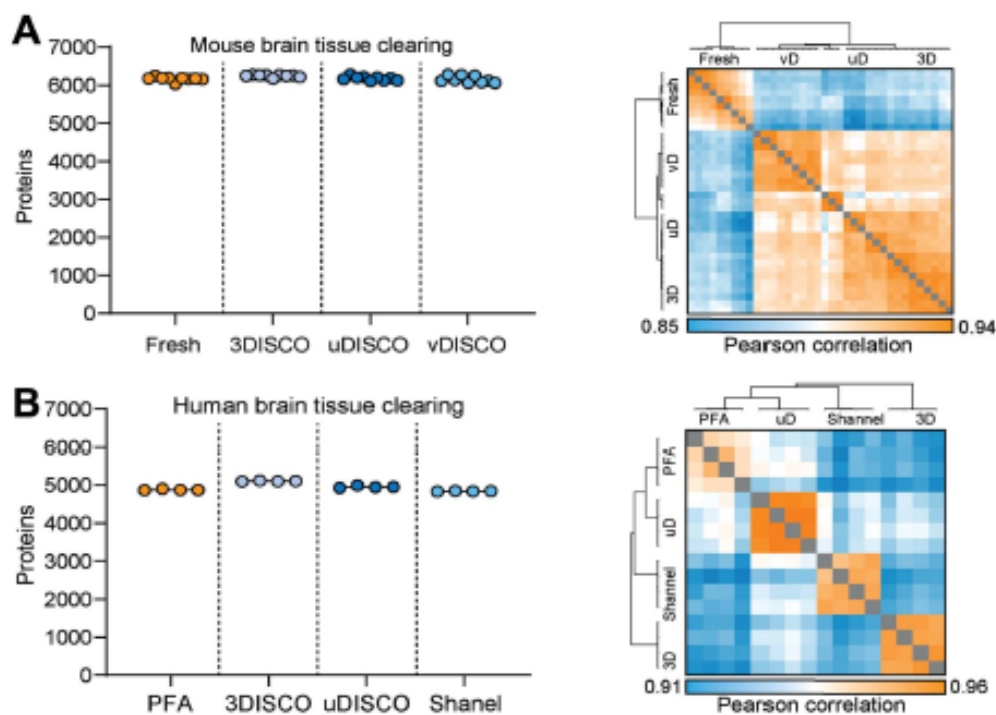 A
Mouse brain tissue clearing
Proteins
7000
6000
5000
4000
3000
2000
1000
0
Fresh 3DISCO uDISCO vDISCO
Fresh vD uD 3D
Fresh
vD
uD
3D
0.85 0.94
Pearson correlation
B
Human brain tissue clearing
Proteins
7000
6000
5000
4000
3000
2000
1000
0
PFA 3DISCO uDISCO Shanel
PFA uD Shannel 3D
PFA
uD
Shannel
3D
0.91 0.96
Pearson correlation